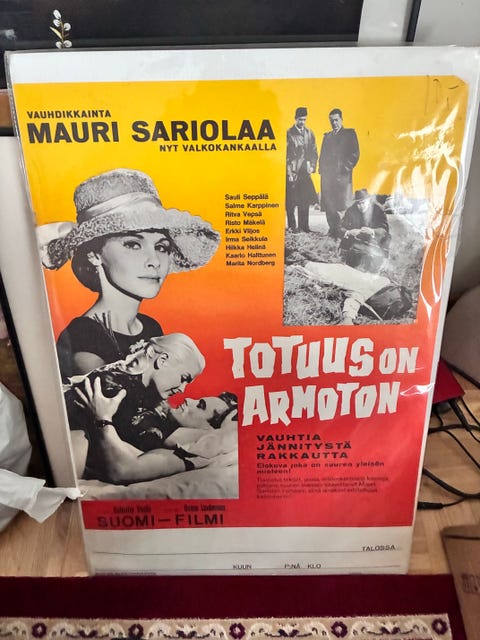 VAUHDIKKAINTA
MAURI SARIOLAA
NYT VALKOKANKAALLA
Sauli Seppälä
Salme Karppinen
Ritva Vepsä
Risto Mäkelä
Erkki Viljos
Irma Seikkula
Hilkka Helinä
Kaarlo Halttunen
Marita Nordberg
TOTUUS ON
ARMOTON
VAUHTIA
JÄNNITYSTÄ
RAKKAUTTA
Elokuva joka on suuren yleisön
mieleen!
SUOMI-FILMI
TALOSSA
KUUN P:NÄ KLO